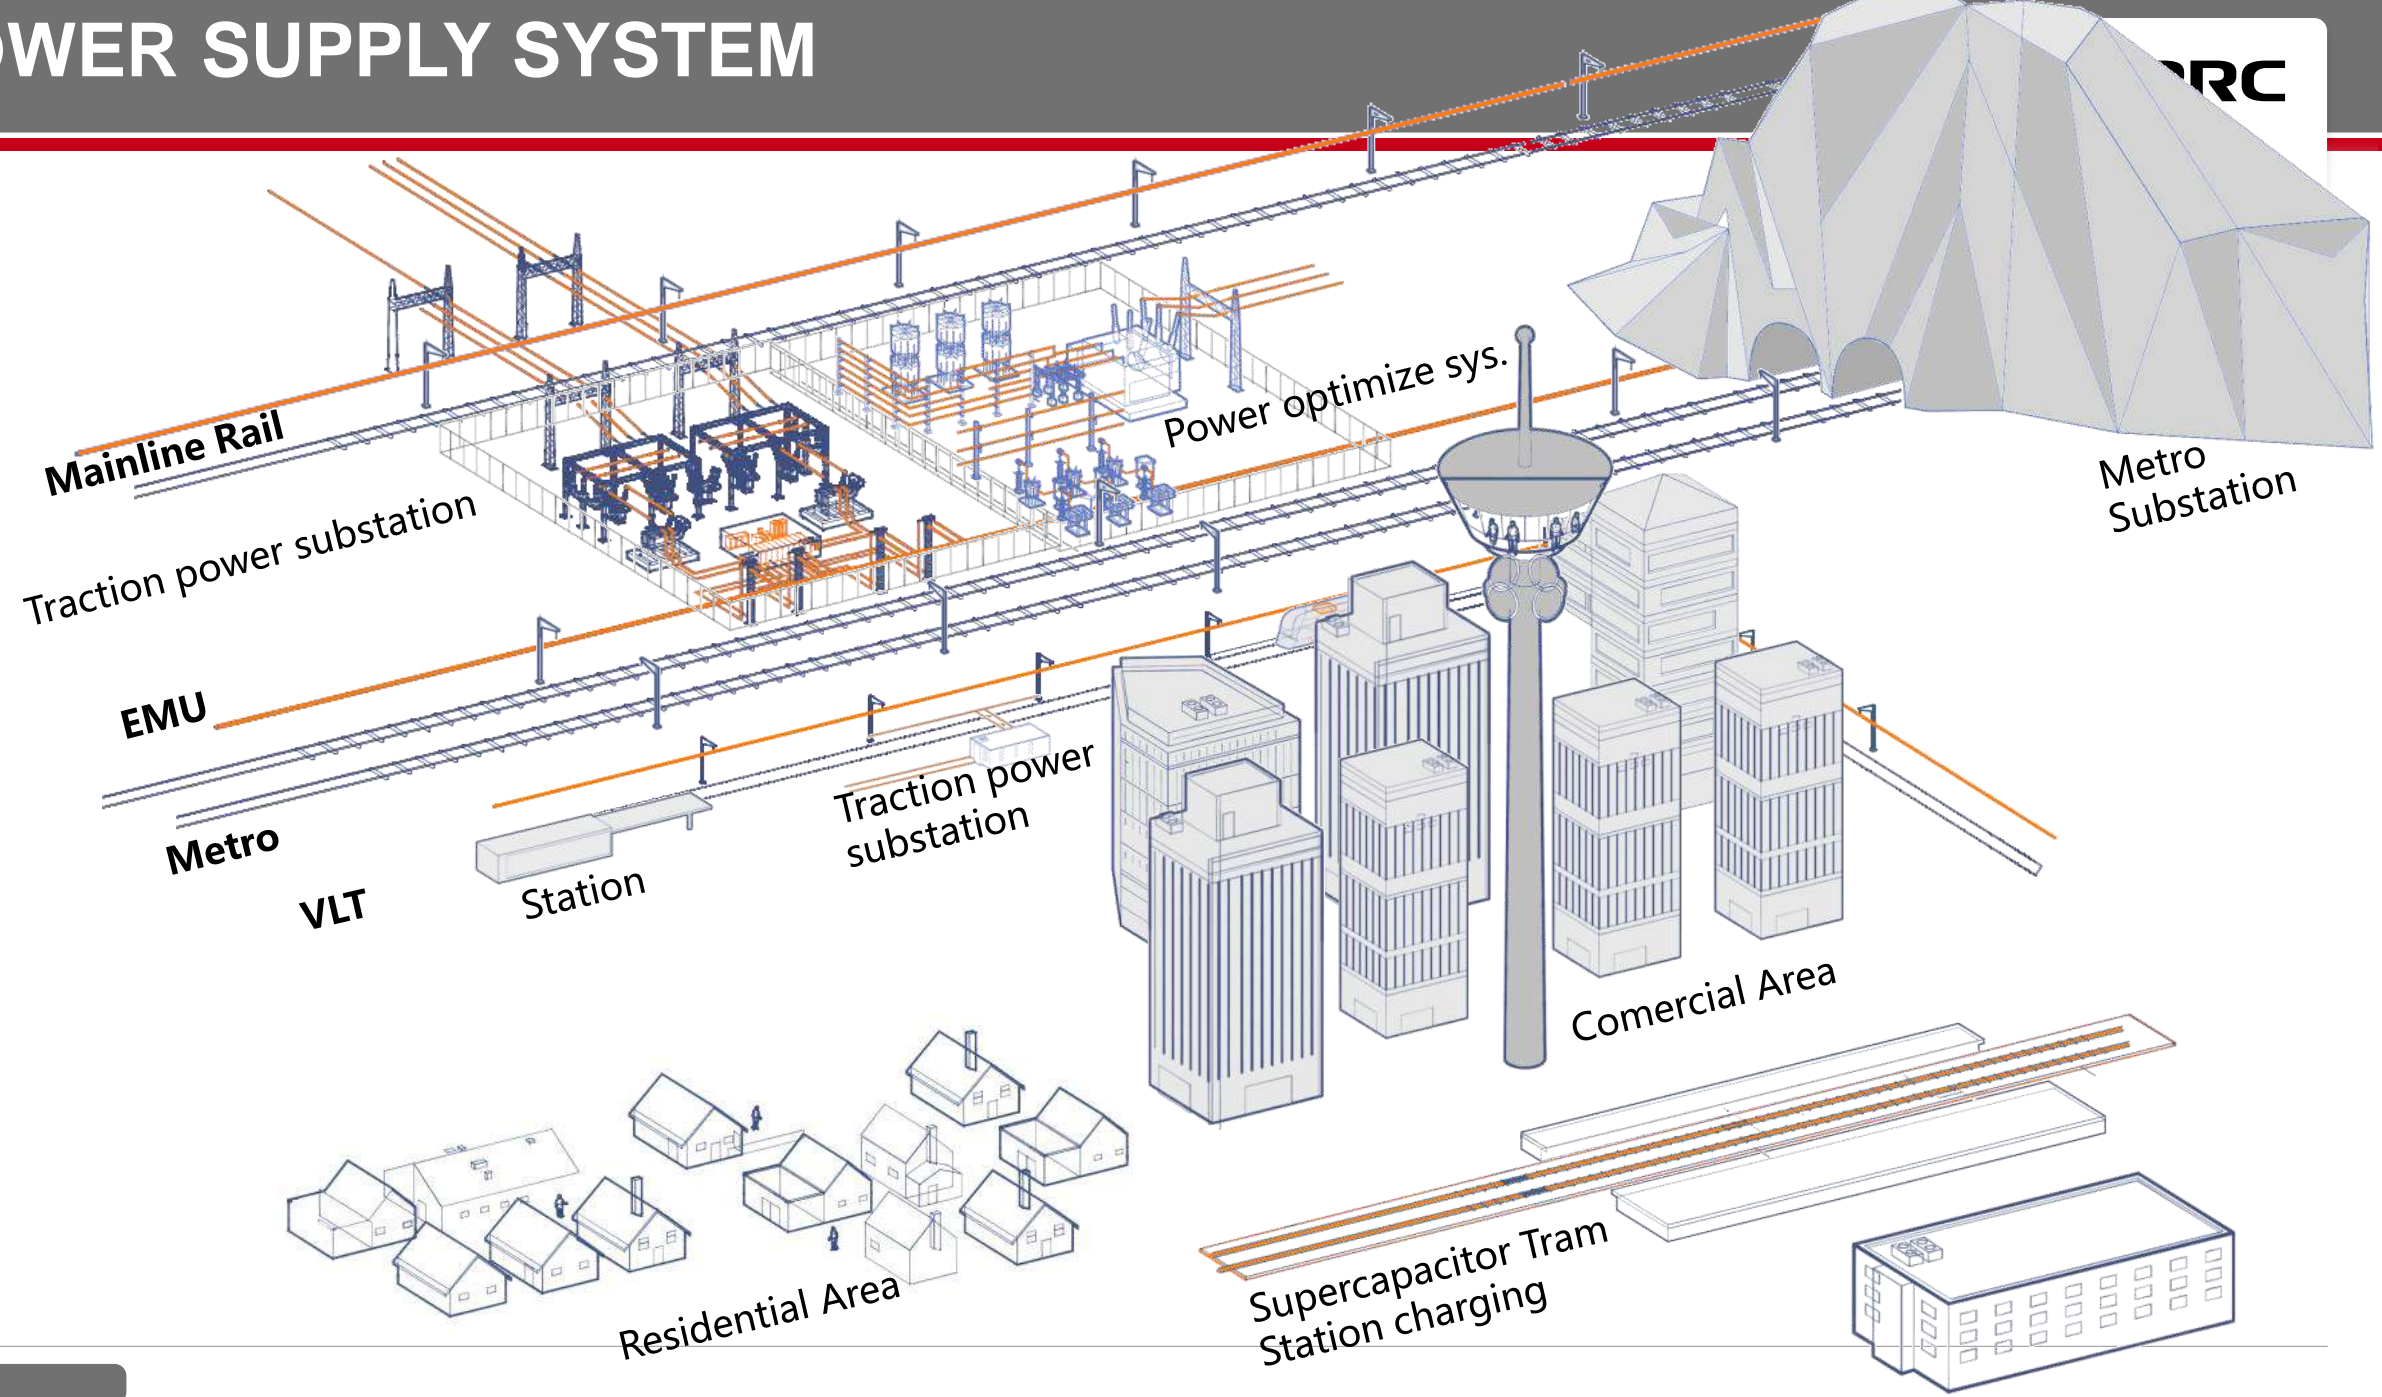 OWER SUPPLY SYSTEM
RC
Power optimize sys.
Mainline Rail
Metro
Substation
Traction power substation
EMU
Traction power
substation
Metro
Station
VLT
Comercial Area
Supercapacitor Tram
Station charging
Residential Area